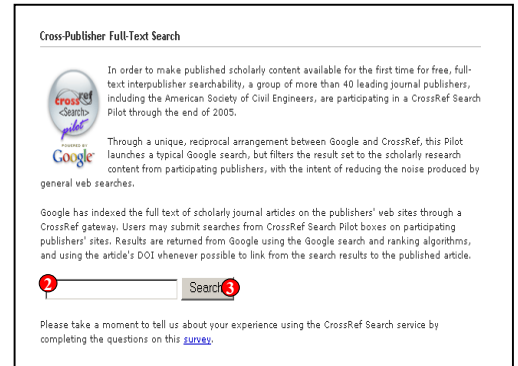 Cross-Publisher Full-Text Search
In order to make published scholarly content available for the first time for free, full-
text interpublisher searchability, a group of more than 40 leading journal publishers,
including the American Society of Civil Engineers, are participating in a CrossRef Search
Pilot through the end of 2005.
crossref
<Search>
pilot
POWERED BY
Google
Through a unique, reciprocal arrangement between Google and CrossRef, this Pilot
launches a typical Google search, but filters the result set to the scholarly research
content from participating publishers, with the intent of reducing the noise produced by
general web searches.
Google has indexed the full text of scholarly journal articles on the publishers' web sites through a
CrossRef gateway. Users may submit searches from CrossRef Search Pilot boxes on participating
publishers' sites. Results are returned from Google using the Google search and ranking algorithms,
and using the article's DOI whenever possible to link from the search results to the published article.
2 Search 3
Please take a moment to tell us about your experience using the CrossRef Search service by
completing the questions on this survey.